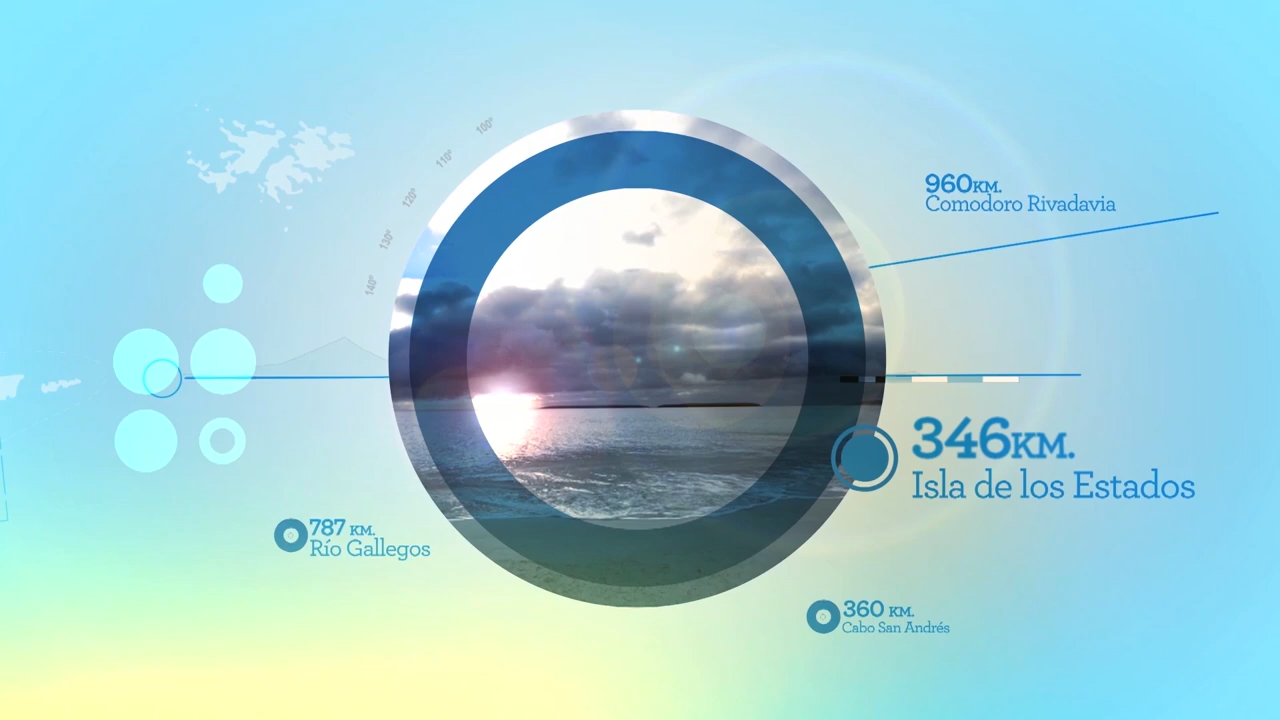 100°
110°
120°
130°
140°
960KM.
Comodoro Rivadavia
346KM.
Isla de los Estados
787 KM.
Río Gallegos
360 KM.
Cabo San Andrés